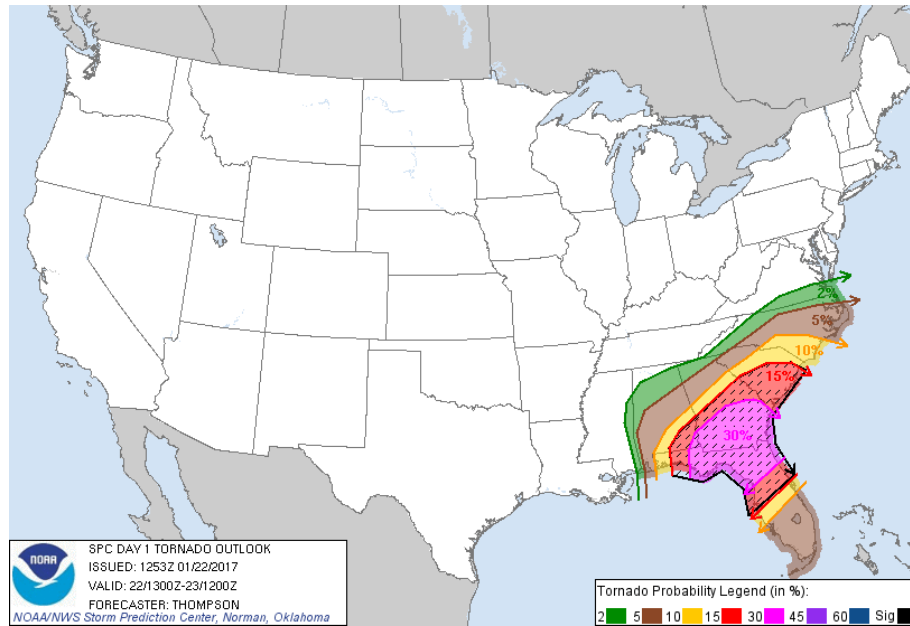 2%
5%
10%
15%
30%
NOAA
SPC DAY 1 TORNADO OUTLOOK
ISSUED: 1253Z 01/22/2017
VALID: 22/1300Z-23/1200Z
FORECASTER: THOMPSON
NOAA/NWS Storm Prediction Center, Norman, Oklahoma
Tornado Probability Legend (in %):
2 5 10 15 30 45 60 Sig